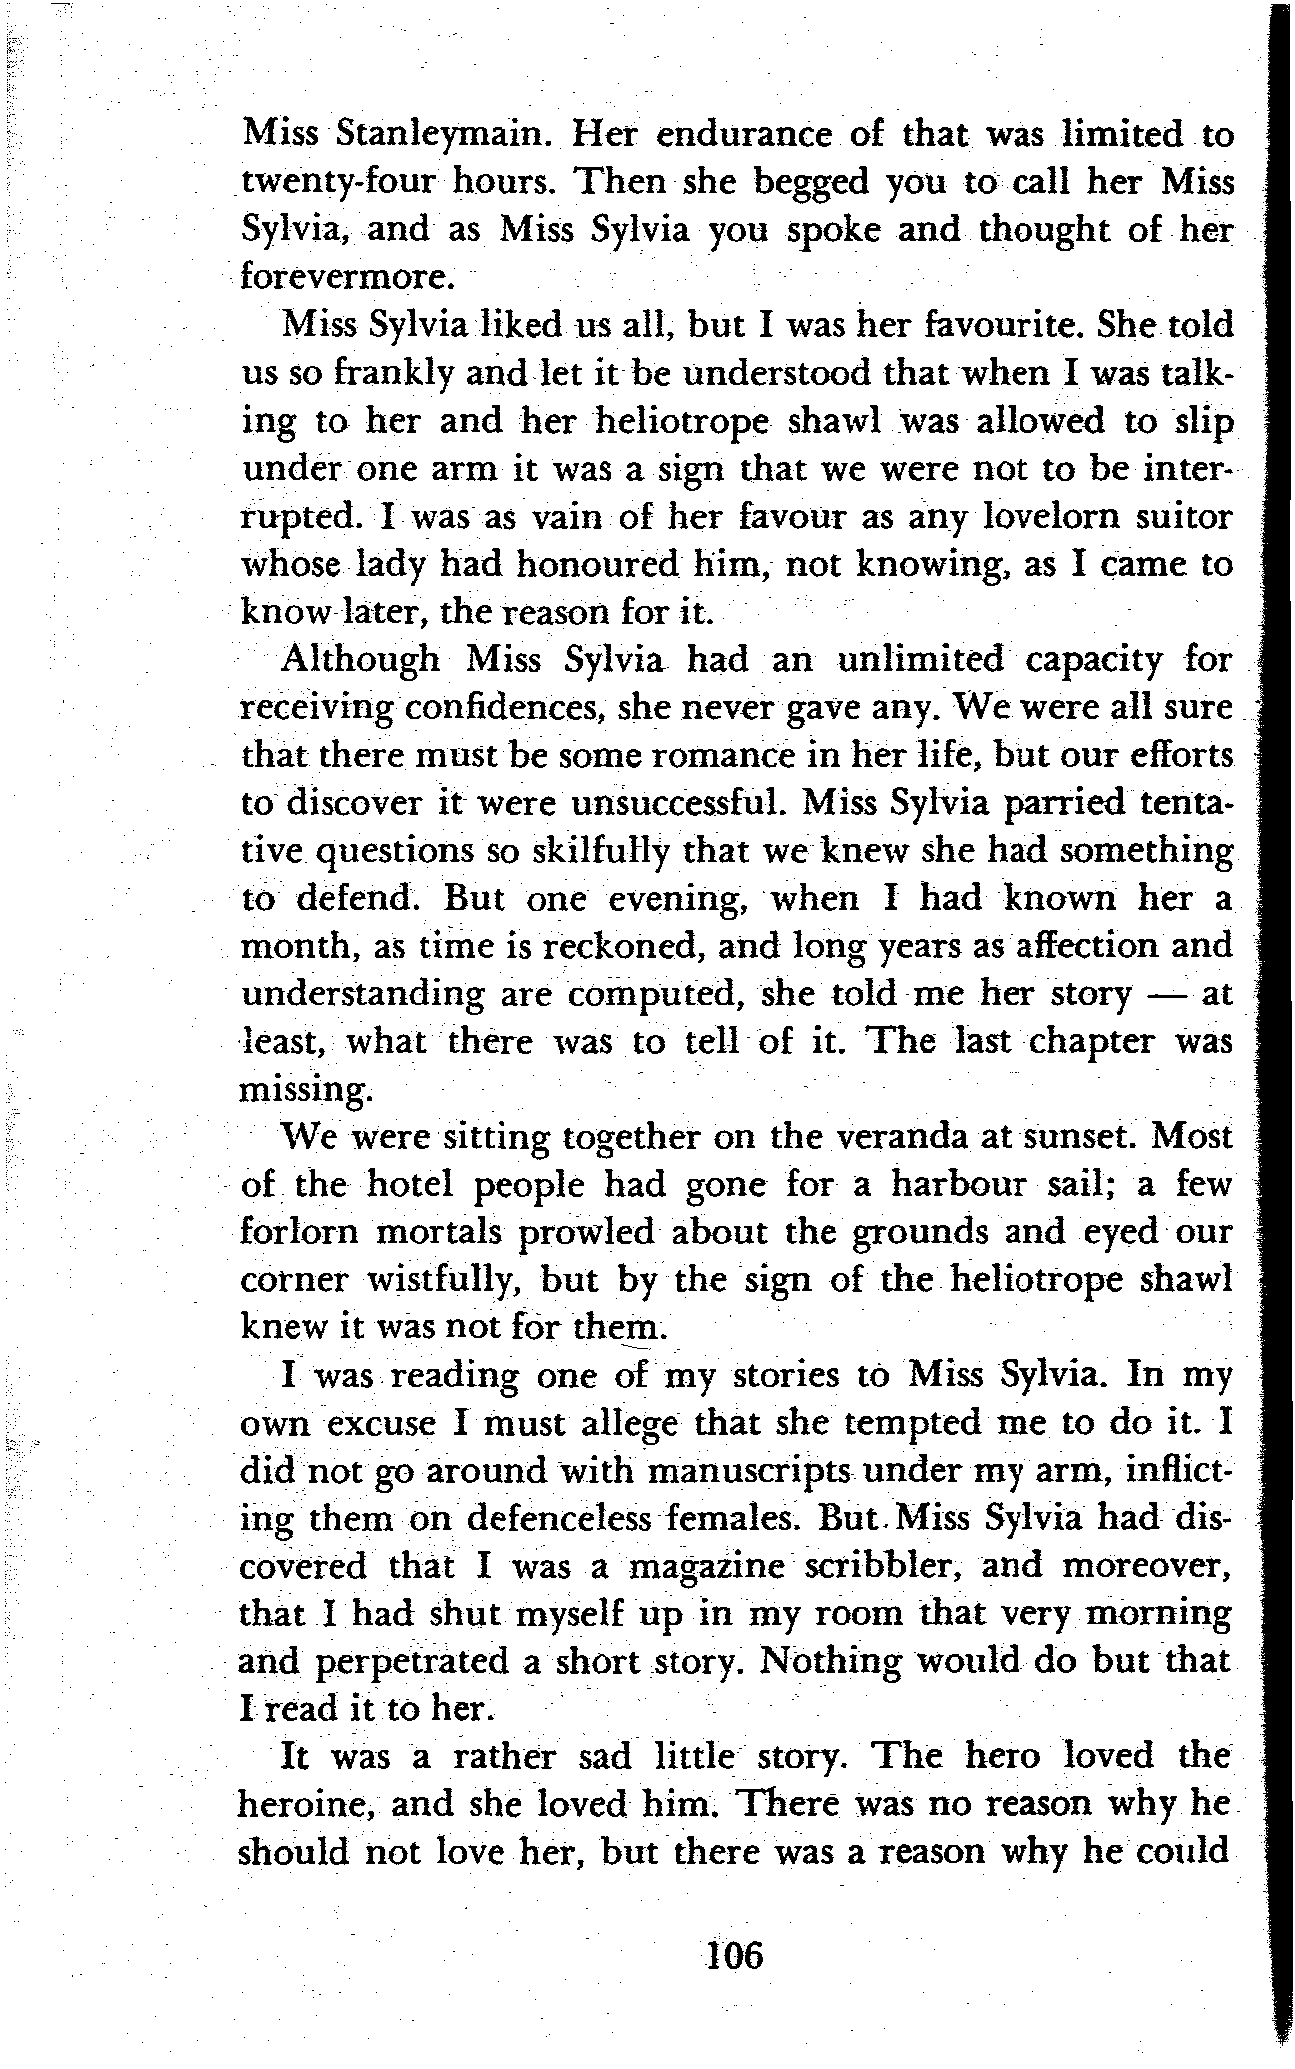 Miss Stanleymain. Her endurance of that was limited to
twenty-four hours. Then she begged you to call her Miss
Sylvia, and as Miss Sylvia you spoke and thought of her
forevermore.
Miss Sylvia liked us all, but I was her favourite. She told
us so frankly and let it be understood that when I was talk-
ing to her and her heliotrope shawl was allowed to slip
under one arm it was a sign that we were not to be inter-
rupted. I was as vain of her favour as any lovelorn suitor
whose lady had honoured him, not knowing, as I came to
know later, the reason for it.
Although Miss Sylvia had an unlimited capacity for
receiving confidences, she never gave any. We were all sure
that there must be some romance in her life, but our efforts
to discover it were unsuccessful. Miss Sylvia parried tenta-
tive questions so skilfully that we knew she had something
to defend. But one evening, when I had known her a
month, as time is reckoned, and long years as affection and
understanding are computed, she told me her story — at
least, what there was to tell of it. The last chapter was
missing.
We were sitting together on the veranda at sunset. Most
of the hotel people had gone for a harbour sail; a few
forlorn mortals prowled about the grounds and eyed our
corner wistfully, but by the sign of the heliotrope shawl
knew it was not for them.
I was reading one of my stories to Miss Sylvia. In my
own excuse I must allege that she tempted me to do it. I
did not go around with manuscripts under my arm, inflict-
ing them on defenceless females. But Miss Sylvia had dis-
covered that I was a magazine scribbler, and moreover,
that I had shut myself up in my room that very morning
and perpetrated a short story. Nothing would do but that
I read it to her.
It was a rather sad little story. The hero loved the
heroine, and she loved him. There was no reason why he
should not love her, but there was a reason why he could
106